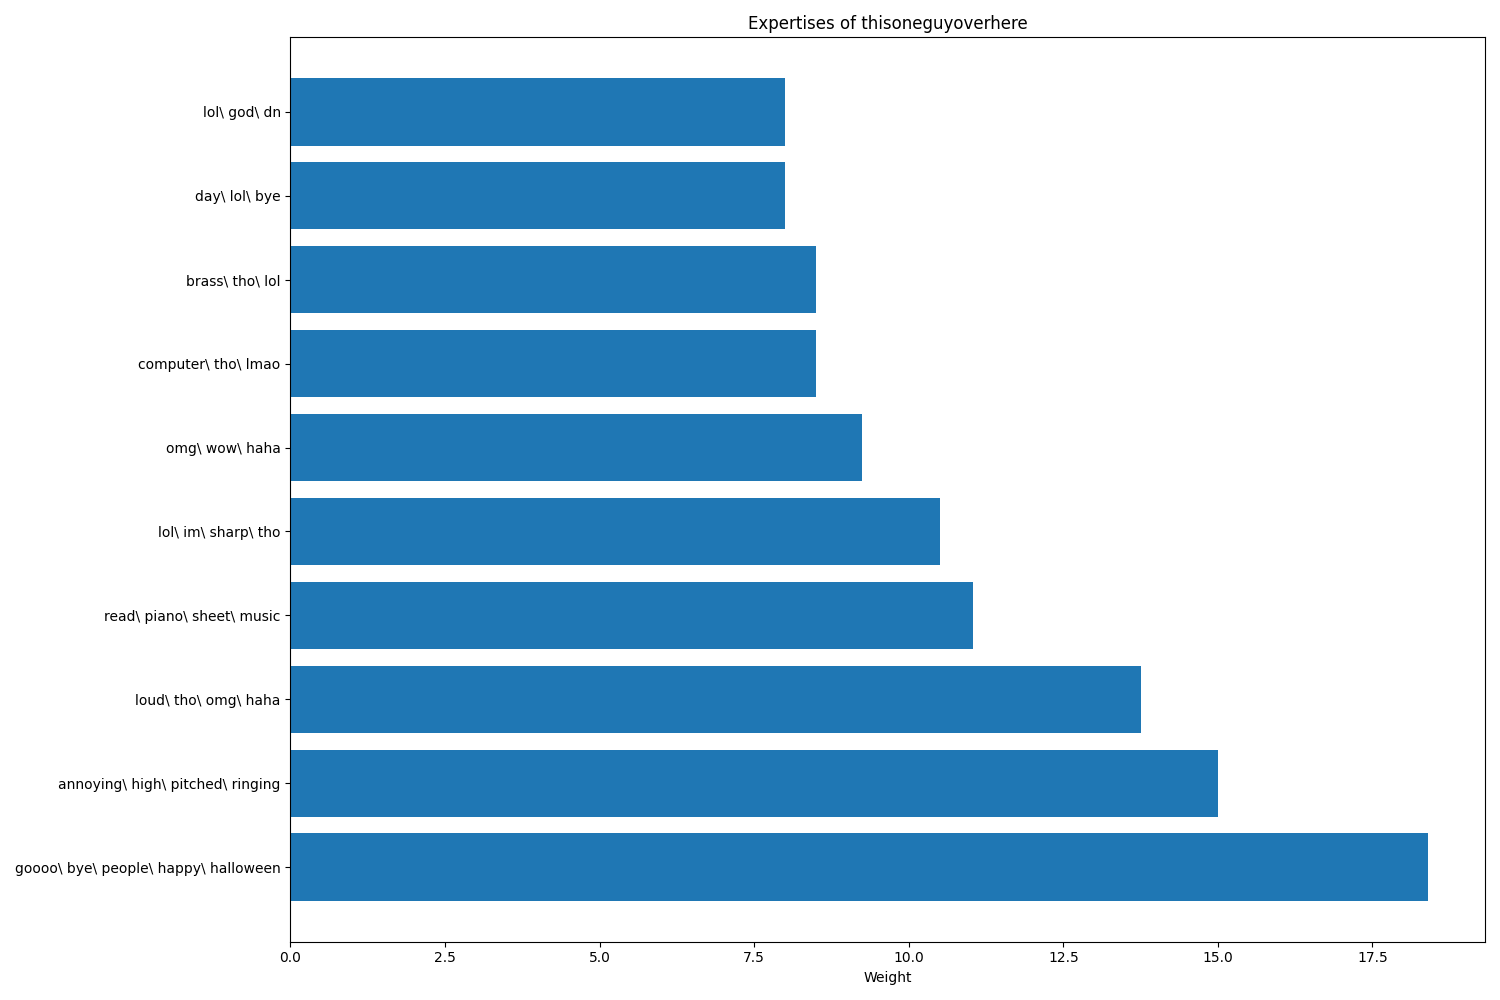 Expertises of thisoneguyoverhere
lol\ god\ dn
day\ lol\ bye
brass\ tho\ lol
computer\ tho\ lmao
omg\ wow\ haha
lol\ im\ sharp\ tho
read\ piano\ sheet\ music
loud\ tho\ omg\ haha
annoying\ high\ pitched\ ringing
goooo\ bye\ people\ happy\ halloween
0.0 2.5 5.0 7.5 10.0 12.5 15.0 17.5
Weight